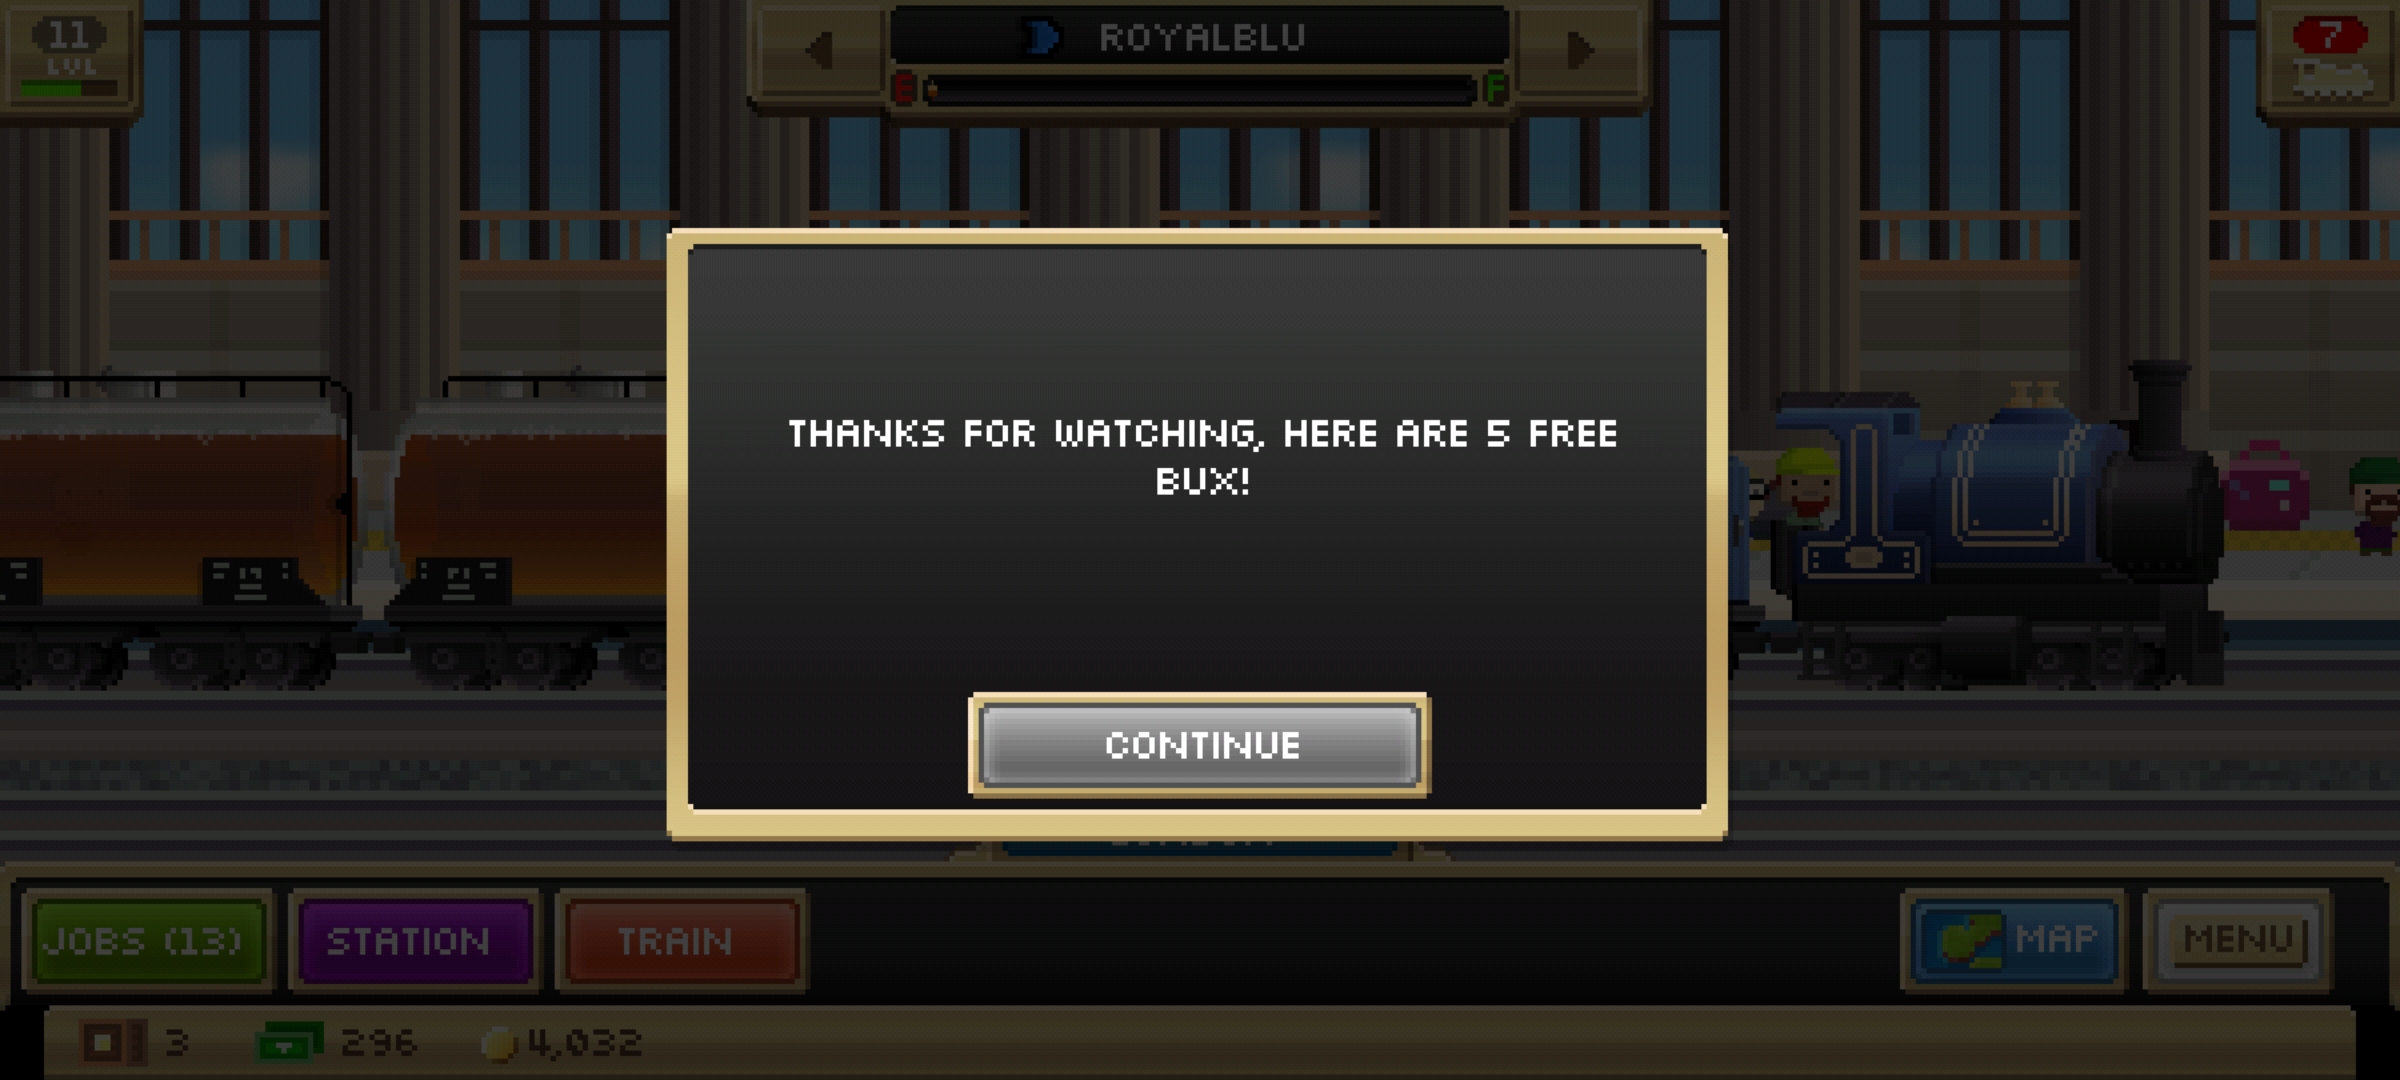 11
LVL
ROYALBLU
E
F
7
THANKS FOR WATCHING, HERE ARE 5 FREE
BUX!
CONTINUE
JOBS (13)
STATION
TRAIN
MAP
MENU
3
296
4,032